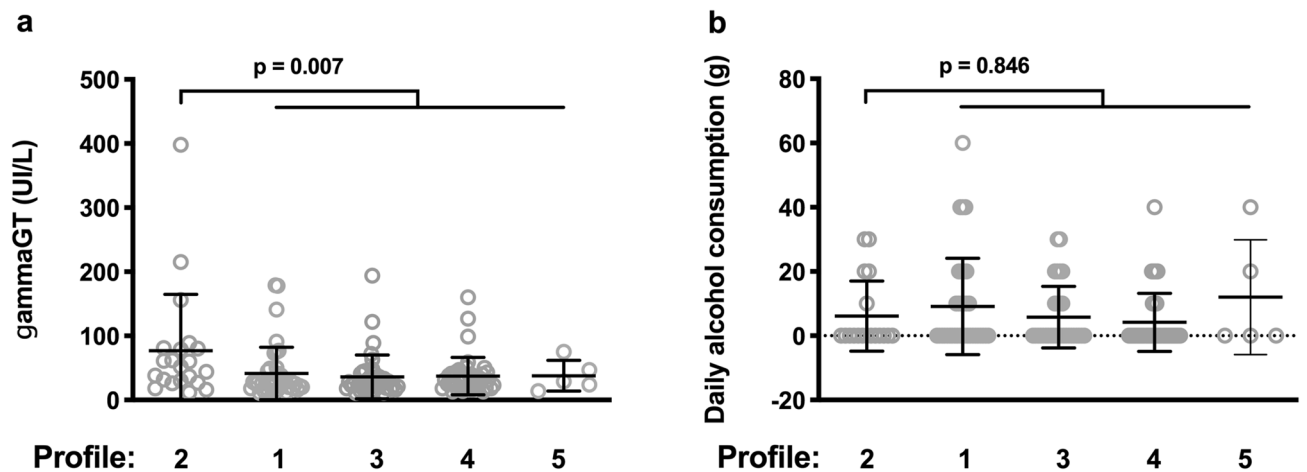 a
p = 0.007
gammaGT (UI/L)
500
400
300
200
100
0
Profile: 2 1 3 4 5
b
p = 0.846
Daily alcohol consumption (g)
80
60
40
20
0
-20
Profile: 2 1 3 4 5